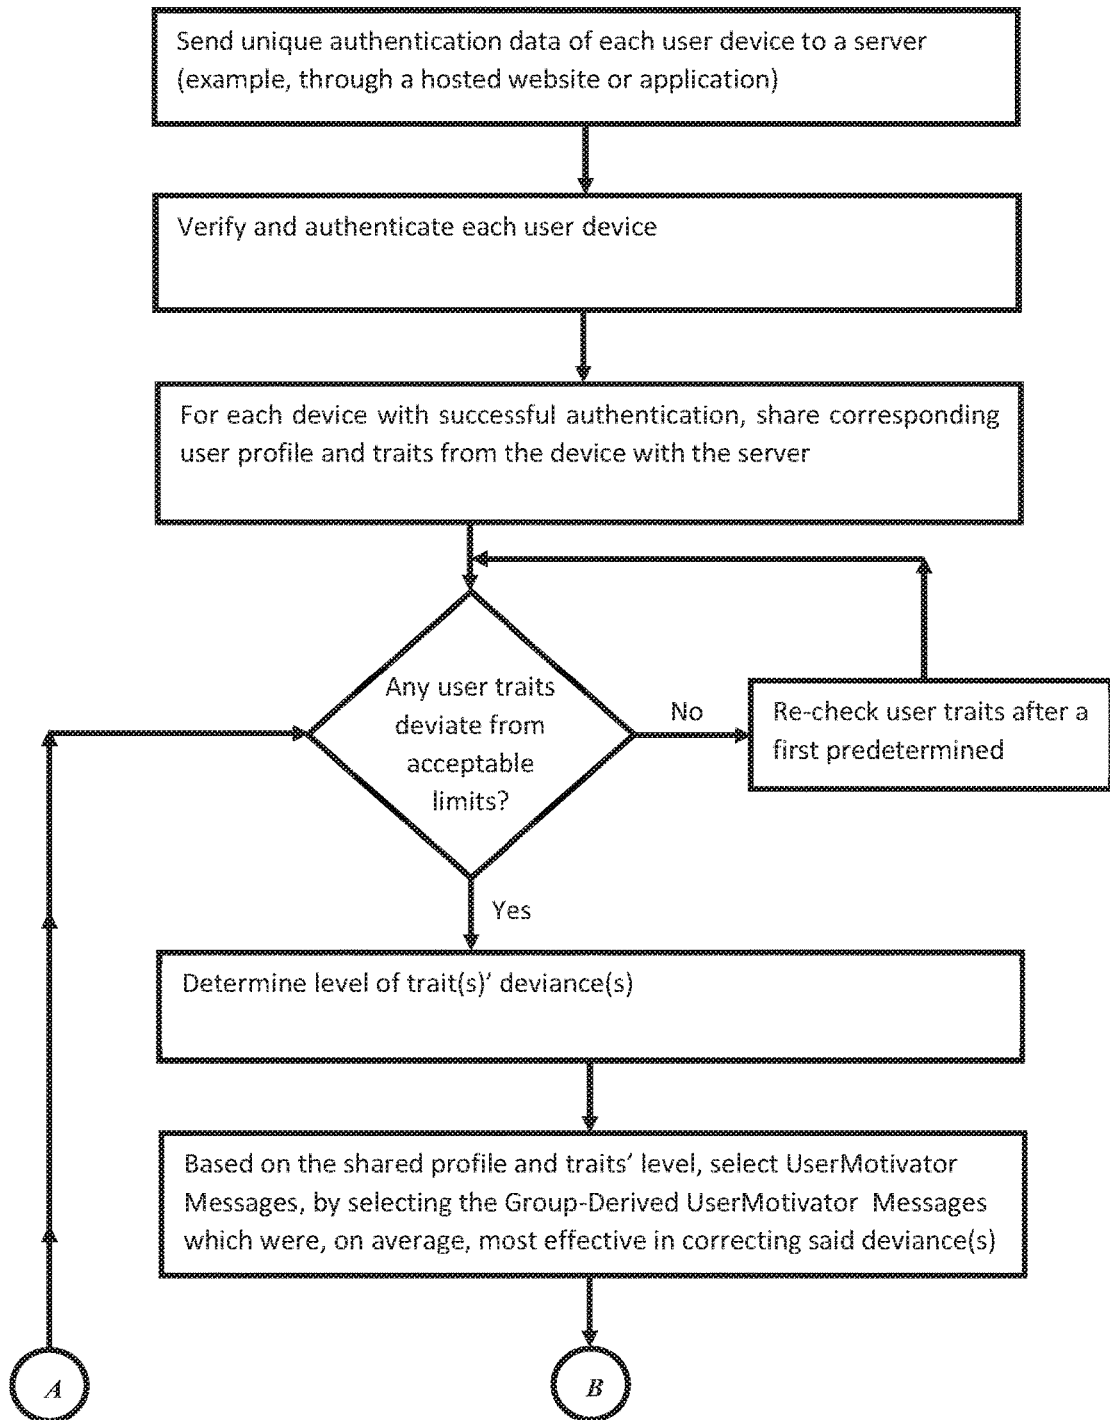 Send unique authentication data of each user device to a server
(example, through a hosted website or application)
Verify and authenticate each user device
For each device with successful authentication, share corresponding
user profile and traits from the device with the server
Any user traits
deviate from
acceptable
limits?
No
Re-check user traits after a
first predetermined
Yes
Determine level of trait(s)’ deviance(s)
Based on the shared profile and traits’ level, select UserMotivator
Messages, by selecting the Group-Derived UserMotivator Messages
which were, on average, most effective in correcting said deviance(s)
A
B